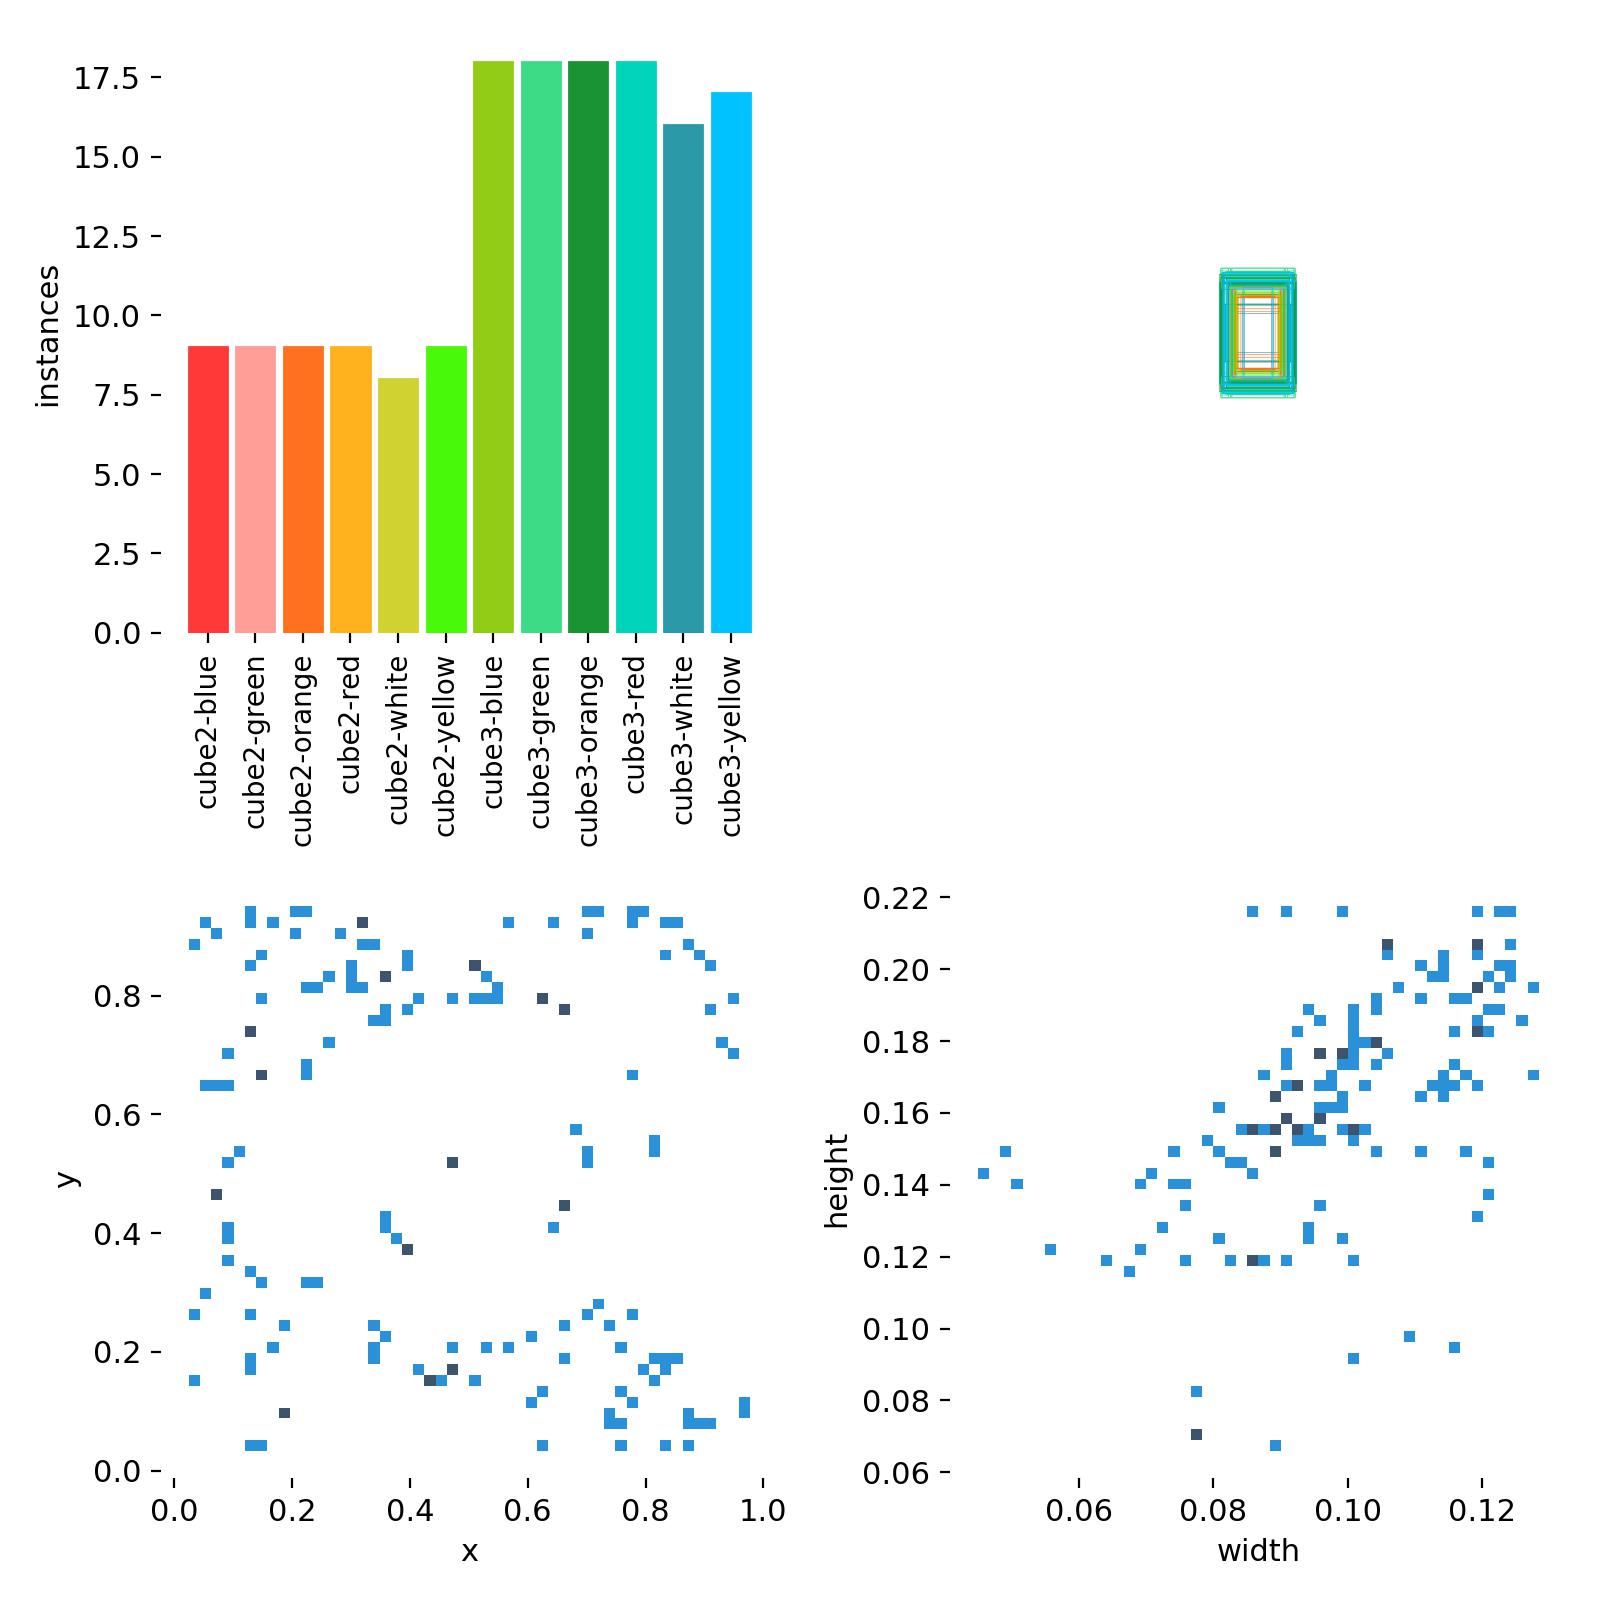 instances
17.5
15.0
12.5
10.0
7.5
5.0
2.5
0.0
cube2-blue
cube2-green
cube2-orange
cube2-red
cube2-white
cube2-yellow
cube3-blue
cube3-green
cube3-orange
cube3-red
cube3-white
cube3-yellow
y
0.8
0.6
0.4
0.2
0.0
0.0 0.2 0.4 0.6 0.8 1.0
x
height
0.22
0.20
0.18
0.16
0.14
0.12
0.10
0.08
0.06
0.06 0.08 0.10 0.12
width